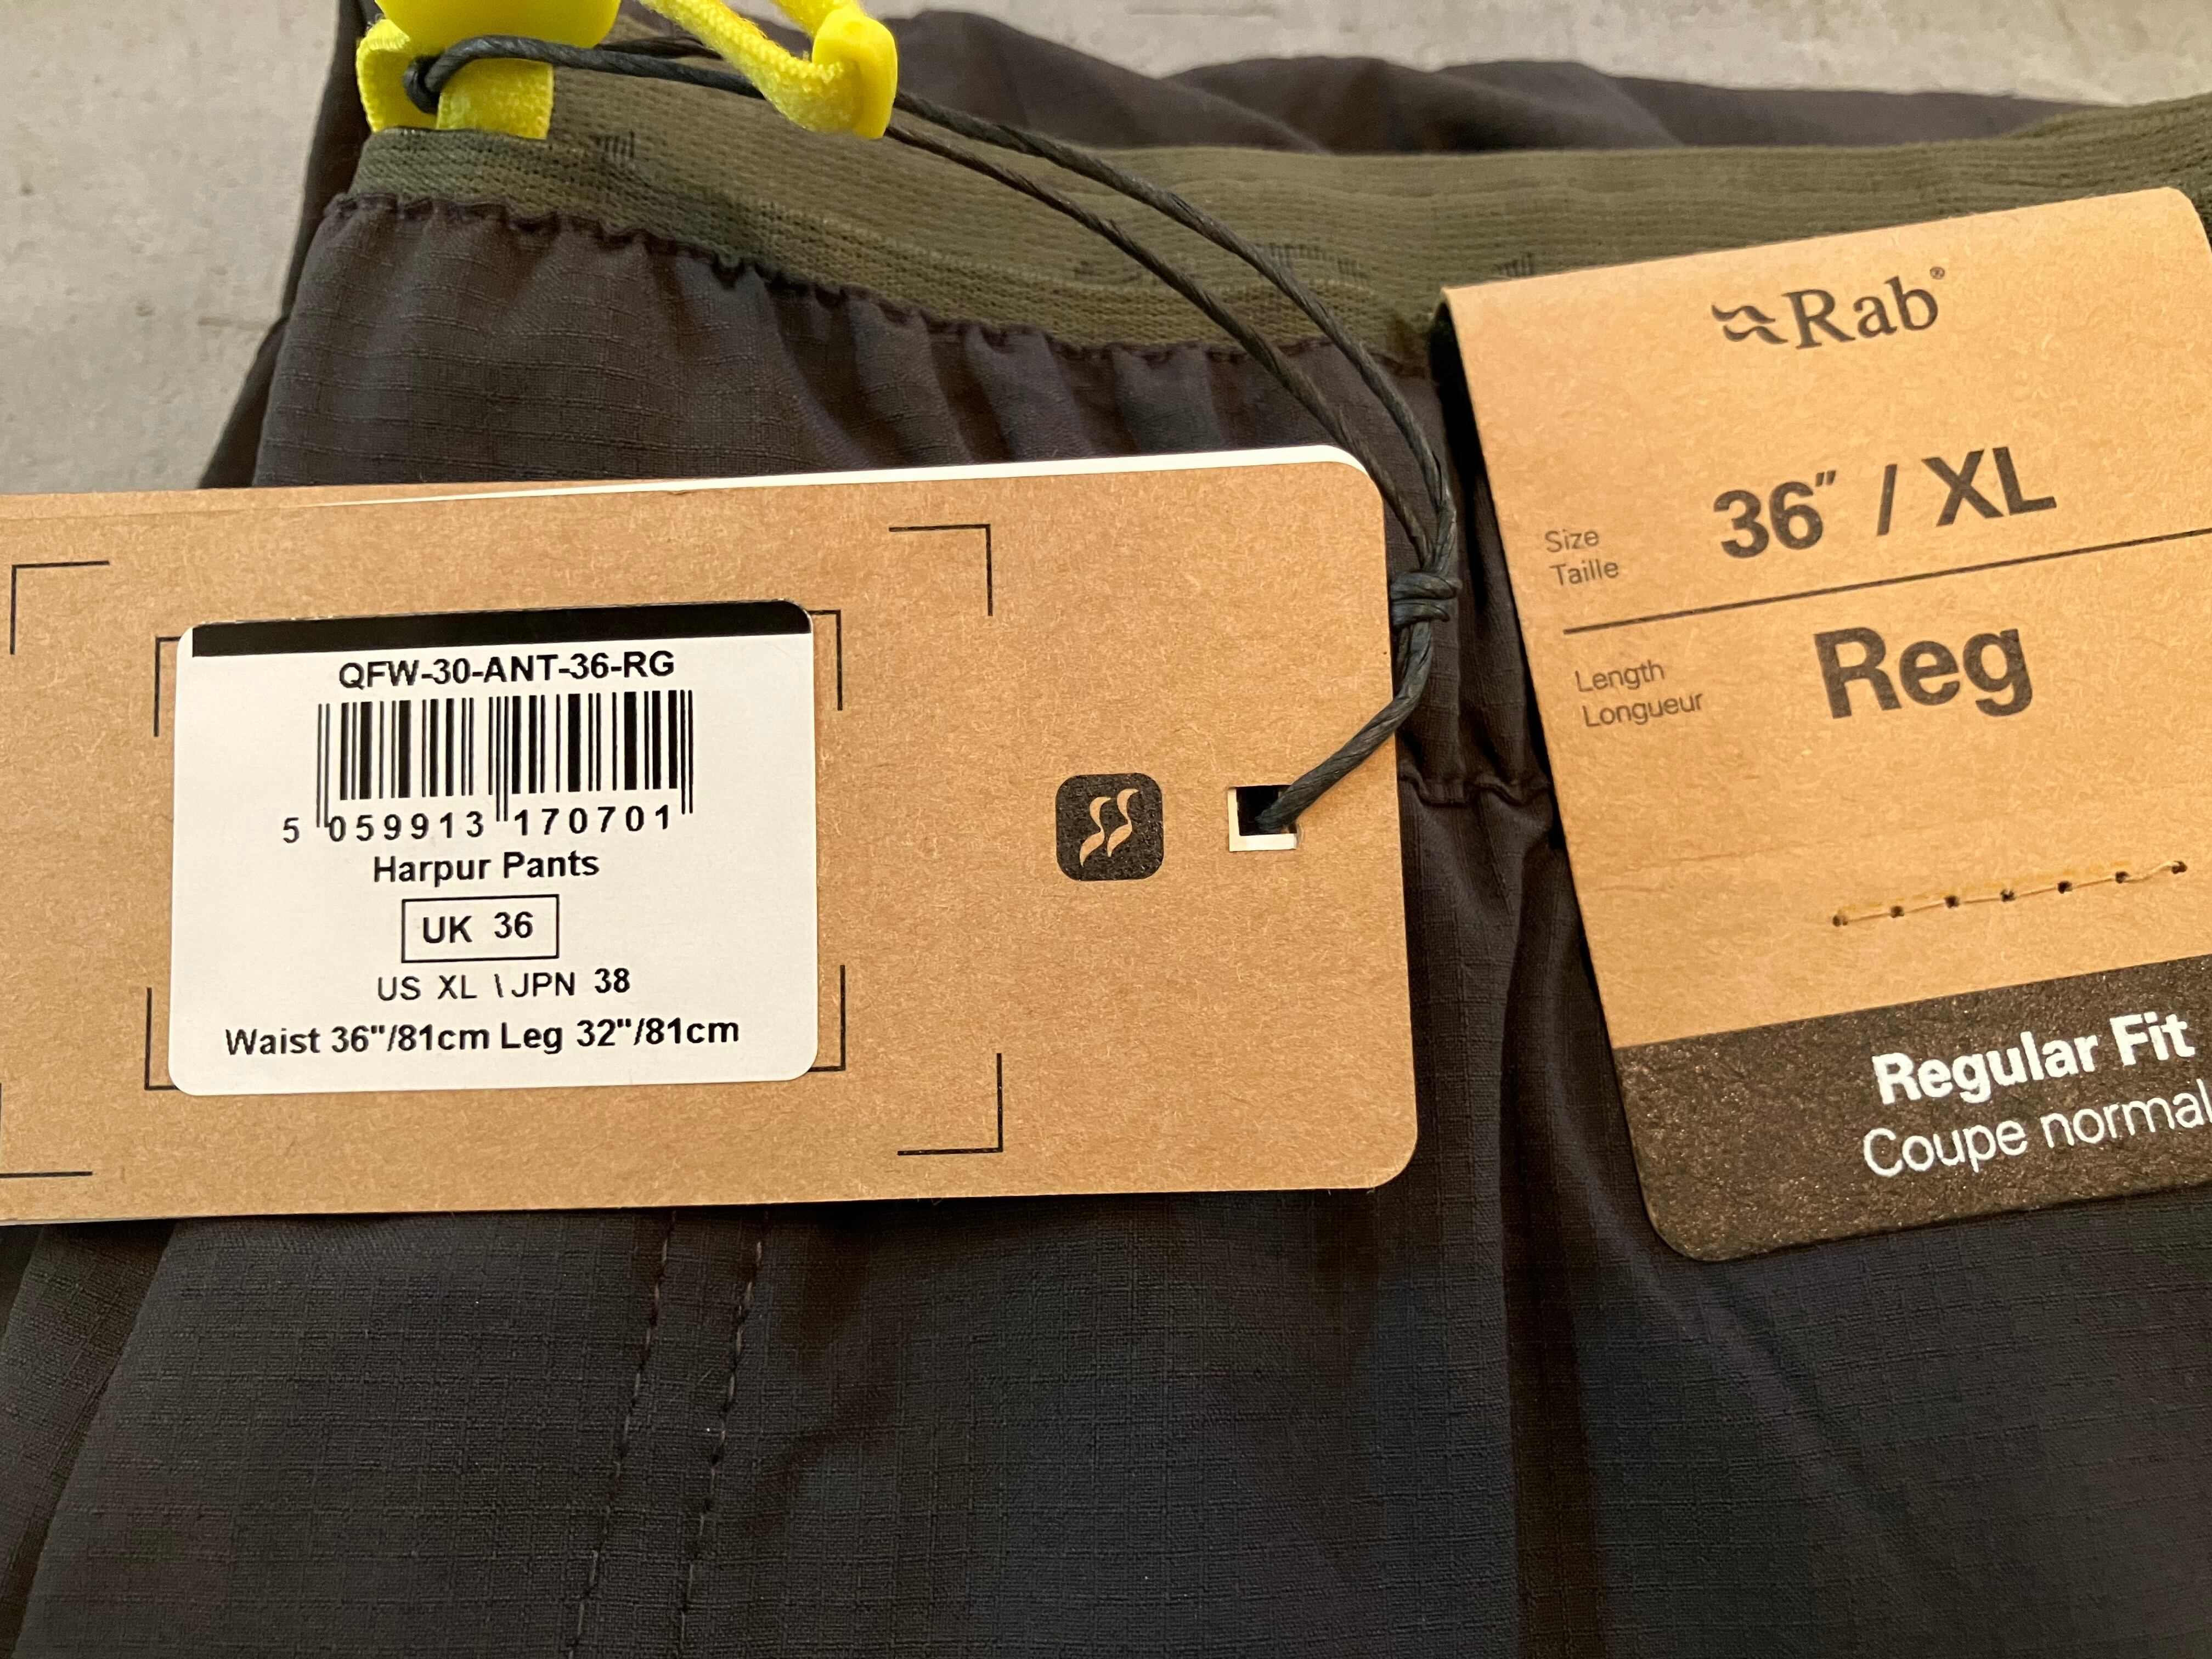 QFW-30-ANT-36-RG
5 059913 170701
Harpur Pants
UK 36
US XL \ JPN 38
Waist 36"/81cm Leg 32"/81cm
Rab®
Size
Taille
36" / XL
Length
Longueur
Reg
Regular Fit
Coupe normal